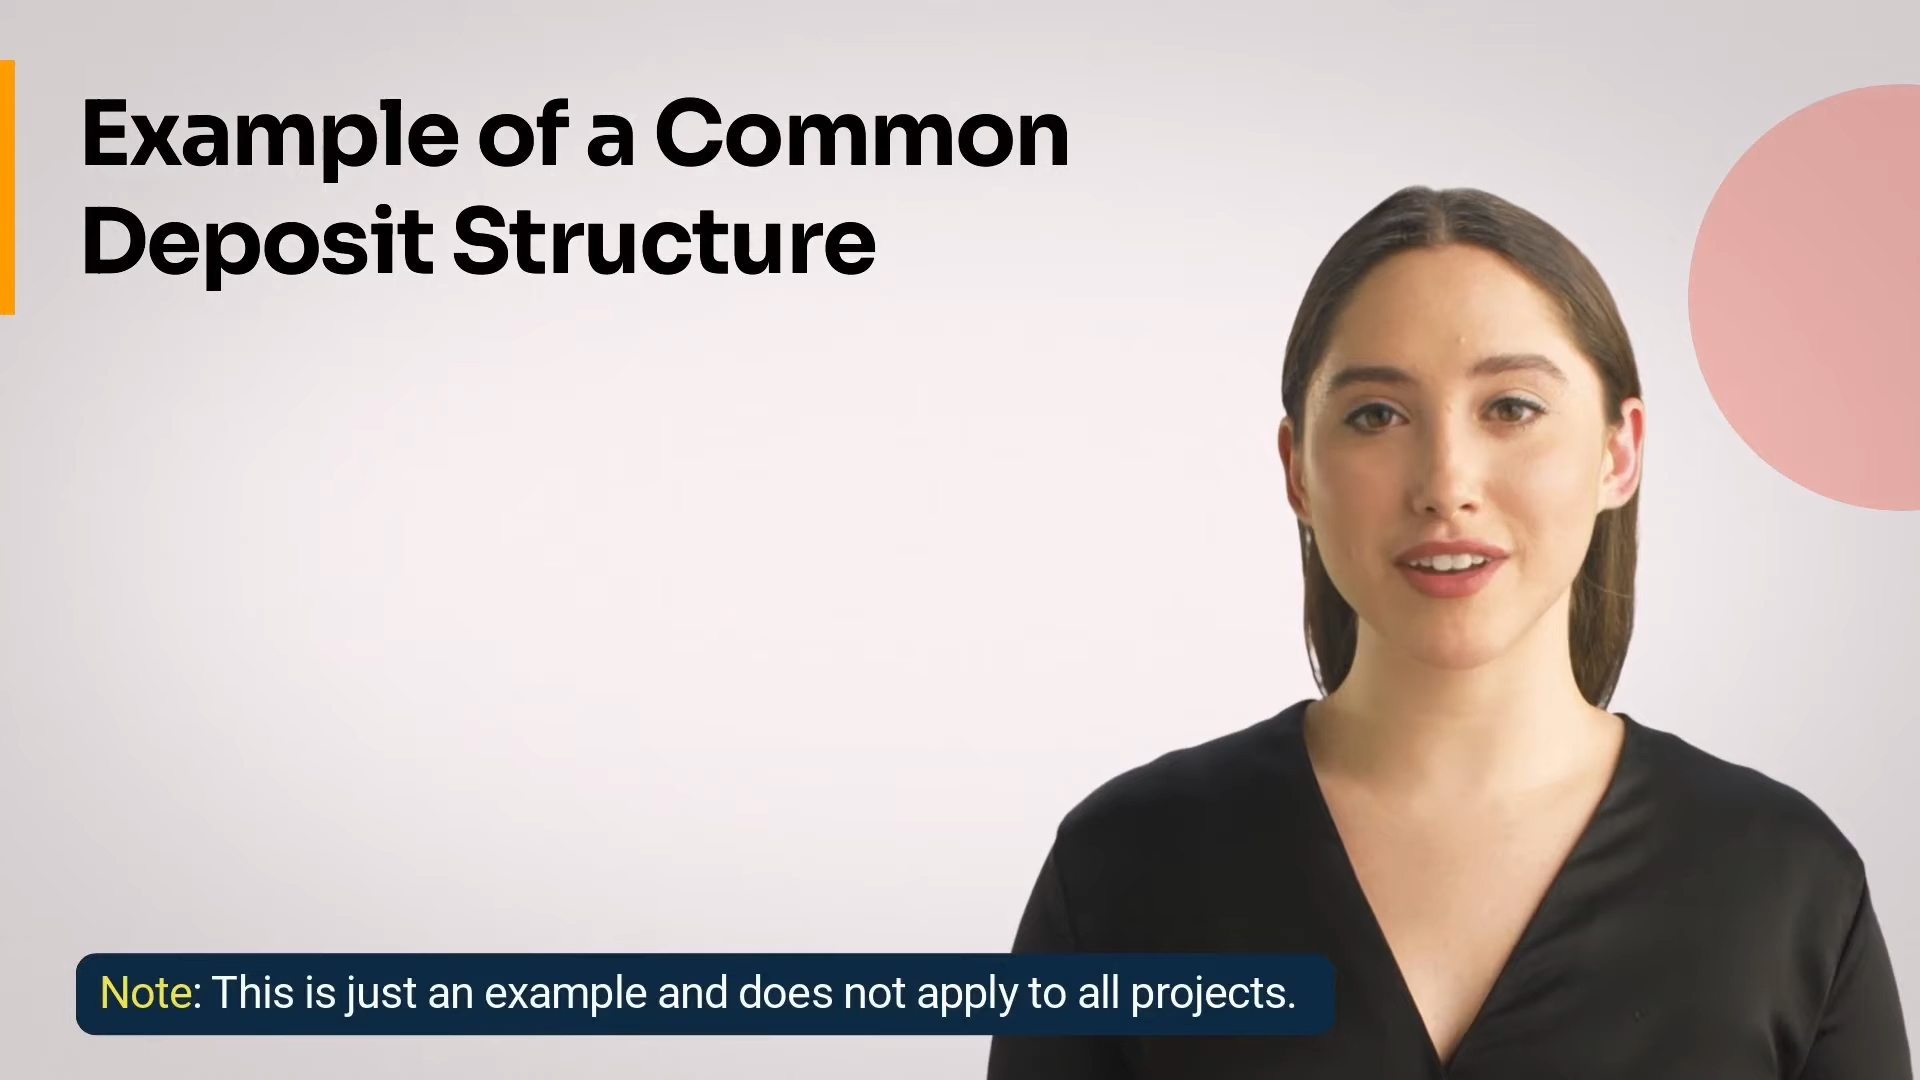 Example of a Common
Deposit Structure
Note: This is just an example and does not apply to all projects.